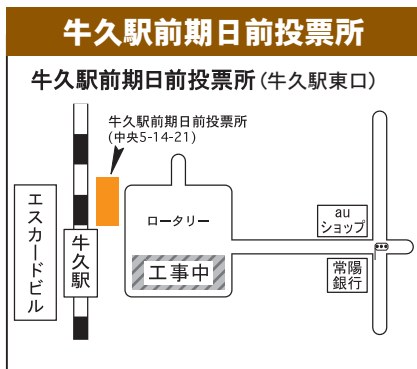 牛久駅前期日前投票所
牛久駅前期日前投票所(牛久駅東口)
牛久駅前期日前投票所
(中央5-14-21)
エスカードビル
牛久駅
ロータリー
工事中
au
ショップ
常陽
銀行